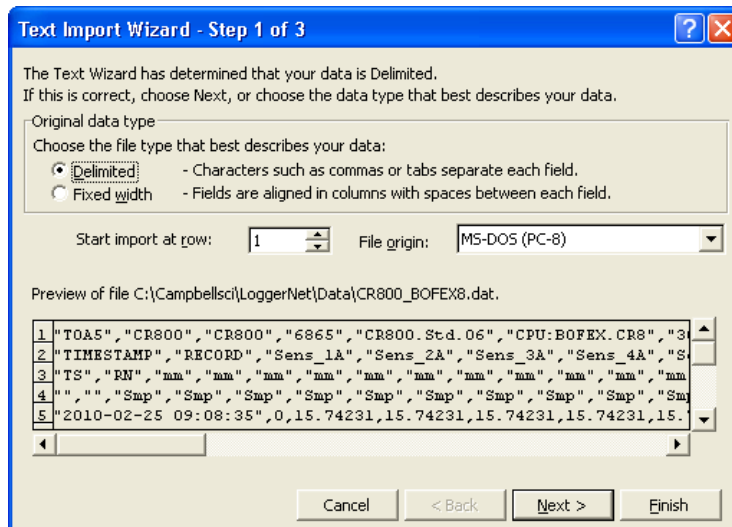 Text Import Wizard - Step 1 of 3
The Text Wizard has determined that your data is Delimited.
If this is correct, choose Next, or choose the data type that best describes your data.
Original data type
Choose the file type that best describes your data:
Delimited - Characters such as commas or tabs separate each field.
Fixed width - Fields are aligned in columns with spaces between each field.
Start import at row: 1 File origin: MS-DOS (PC-8)
Preview of file C:\Campbellsci\LoggerNet\Data\CR800_BOFEX8.dat.
1 "TOA5","CR800","CR800","6865","CR800.Std.06","CPU:BOFEX.CR8","3
2 "TIMESTAMP","RECORD","Sens_1A","Sens_2A","Sens_3A","Sens_4A","S
3 "TS","RN","mm","mm","mm","mm","mm","mm","mm","mm","mm","mm
4 "","","Smp","Smp","Smp","Smp","Smp","Smp","Smp","Smp","Smp","Smp
5 "2010-02-25 09:08:35",0,15.74231,15.74231,15.74231,15.74231,15.
Cancel < Back Next > Finish